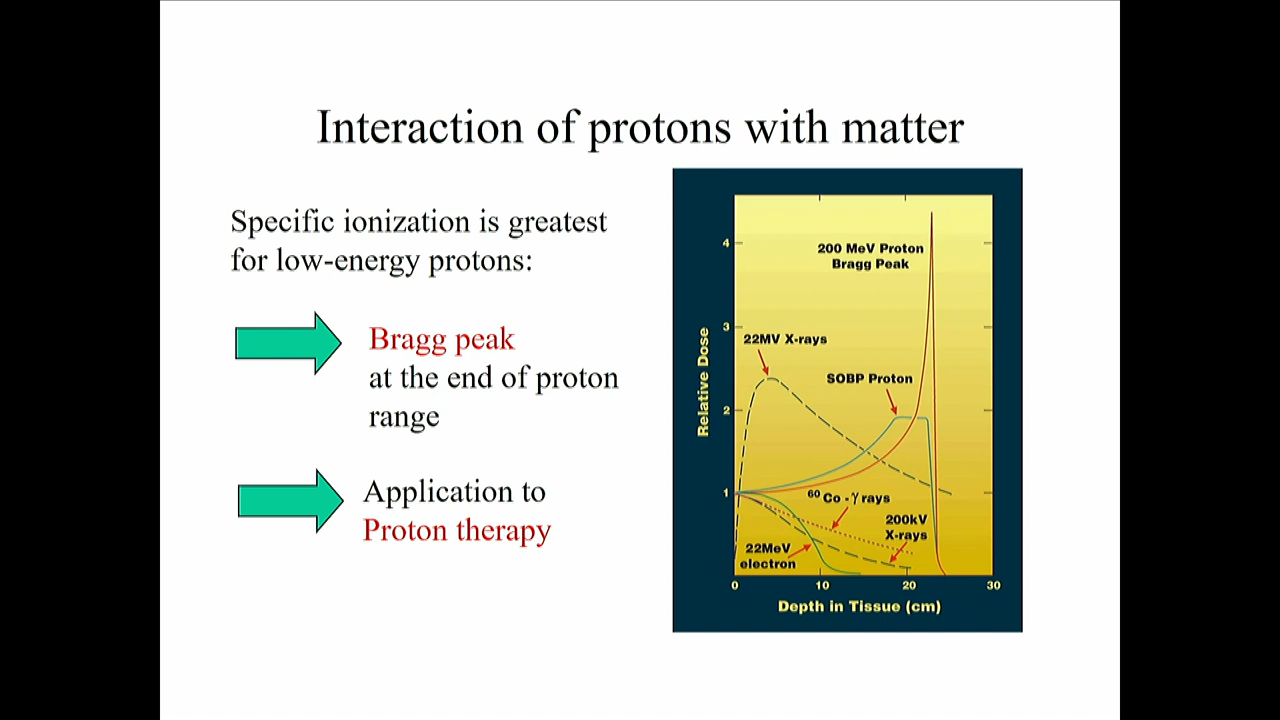 Interaction of protons with matter
Specific ionization is greatest
for low-energy protons:
Bragg peak
at the end of proton
range
Application to
Proton therapy
Relative Dose
4
3
2
1
200 MeV Proton
Bragg Peak
22MV X-rays
SOBP Proton
⁶⁰Co - γ rays
200kV
X-rays
22MeV
electron
0 10 20 30
Depth in Tissue (cm)